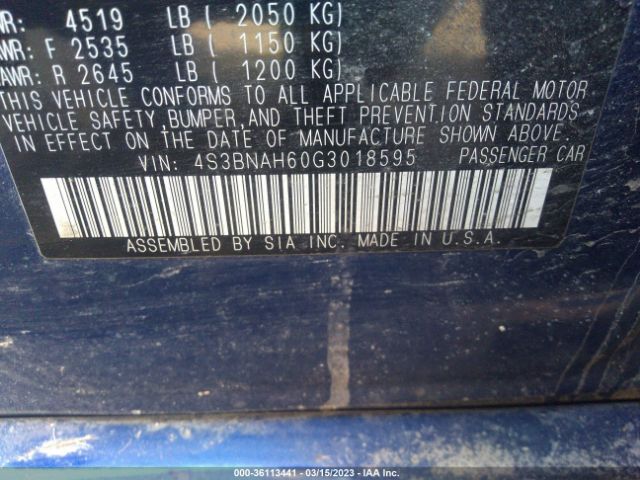 WR: 4519 LB ( 2050 KG)
AWR: F 2535 LB ( 1150 KG)
AWR: R 2645 LB ( 1200 KG)
THIS VEHICLE CONFORMS TO ALL APPLICABLE FEDERAL MOTOR
VEHICLE SAFETY, BUMPER, AND THEFT PREVENTION STANDARDS
IN EFFECT ON THE DATE OF MANUFACTURE SHOWN ABOVE.
VIN: 4S3BNAH60G3018595 PASSENGER CAR
ASSEMBLED BY SIA INC. MADE IN U.S.A.
000-36113441 - 03/15/2023 - IAA Inc.